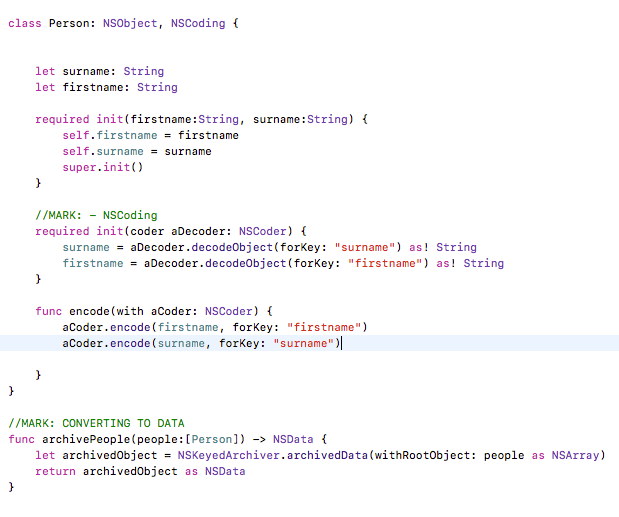 class Person: NSObject, NSCoding {
let surname: String
let firstname: String
required init(firstname:String, surname:String) {
self.firstname = firstname
self.surname = surname
super.init()
}
//MARK: - NSCoding
required init(coder aDecoder: NSCoder) {
surname = aDecoder.decodeObject(forKey: "surname") as! String
firstname = aDecoder.decodeObject(forKey: "firstname") as! String
}
func encode(with aCoder: NSCoder) {
aCoder.encode(firstname, forKey: "firstname")
aCoder.encode(surname, forKey: "surname")
}
}
//MARK: CONVERTING TO DATA
func archivePeople(people:[Person]) -> NSData {
let archivedObject = NSKeyedArchiver.archivedData(withRootObject: people as NSArray)
return archivedObject as NSData
}